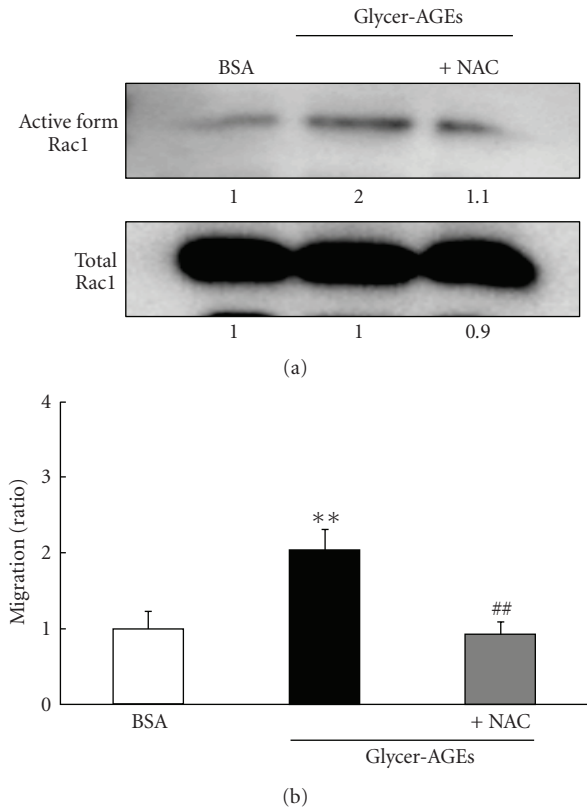 Glycer-AGEs
BSA + NAC
Active form
Rac1
1 2 1.1
Total
Rac1
1 1 0.9
(a)
4
3
2
1
0
Migration (ratio)
**
##
BSA + NAC
Glycer-AGEs
(b)